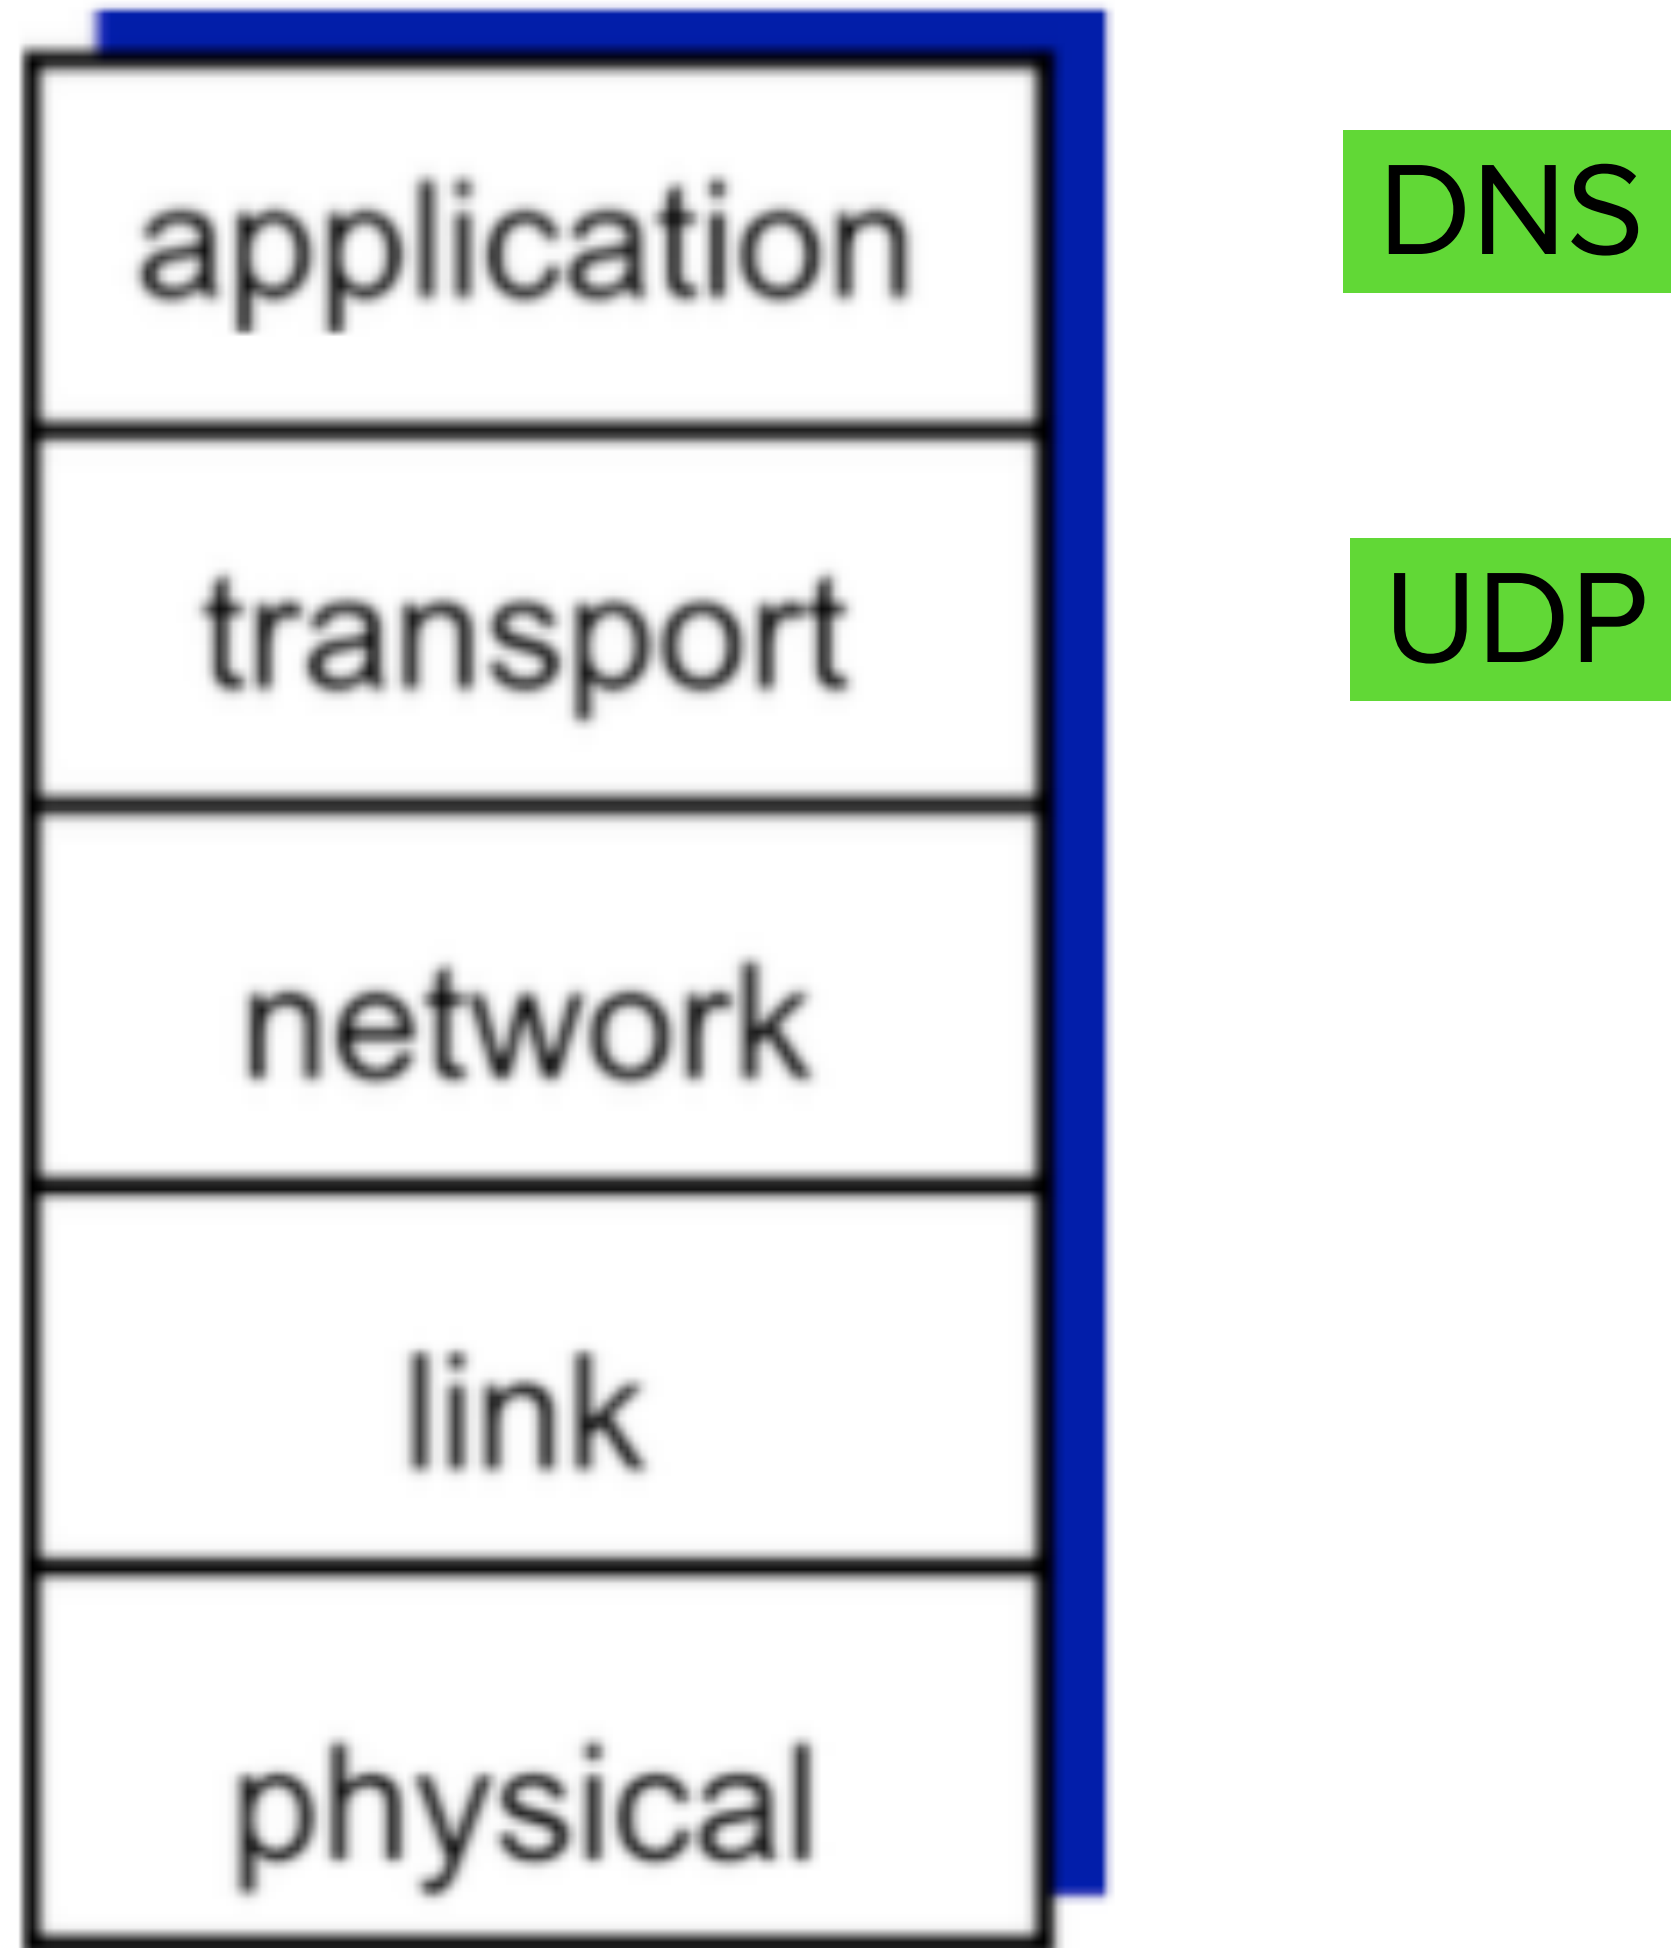 application
DNS
transport
UDP
network
link
physical